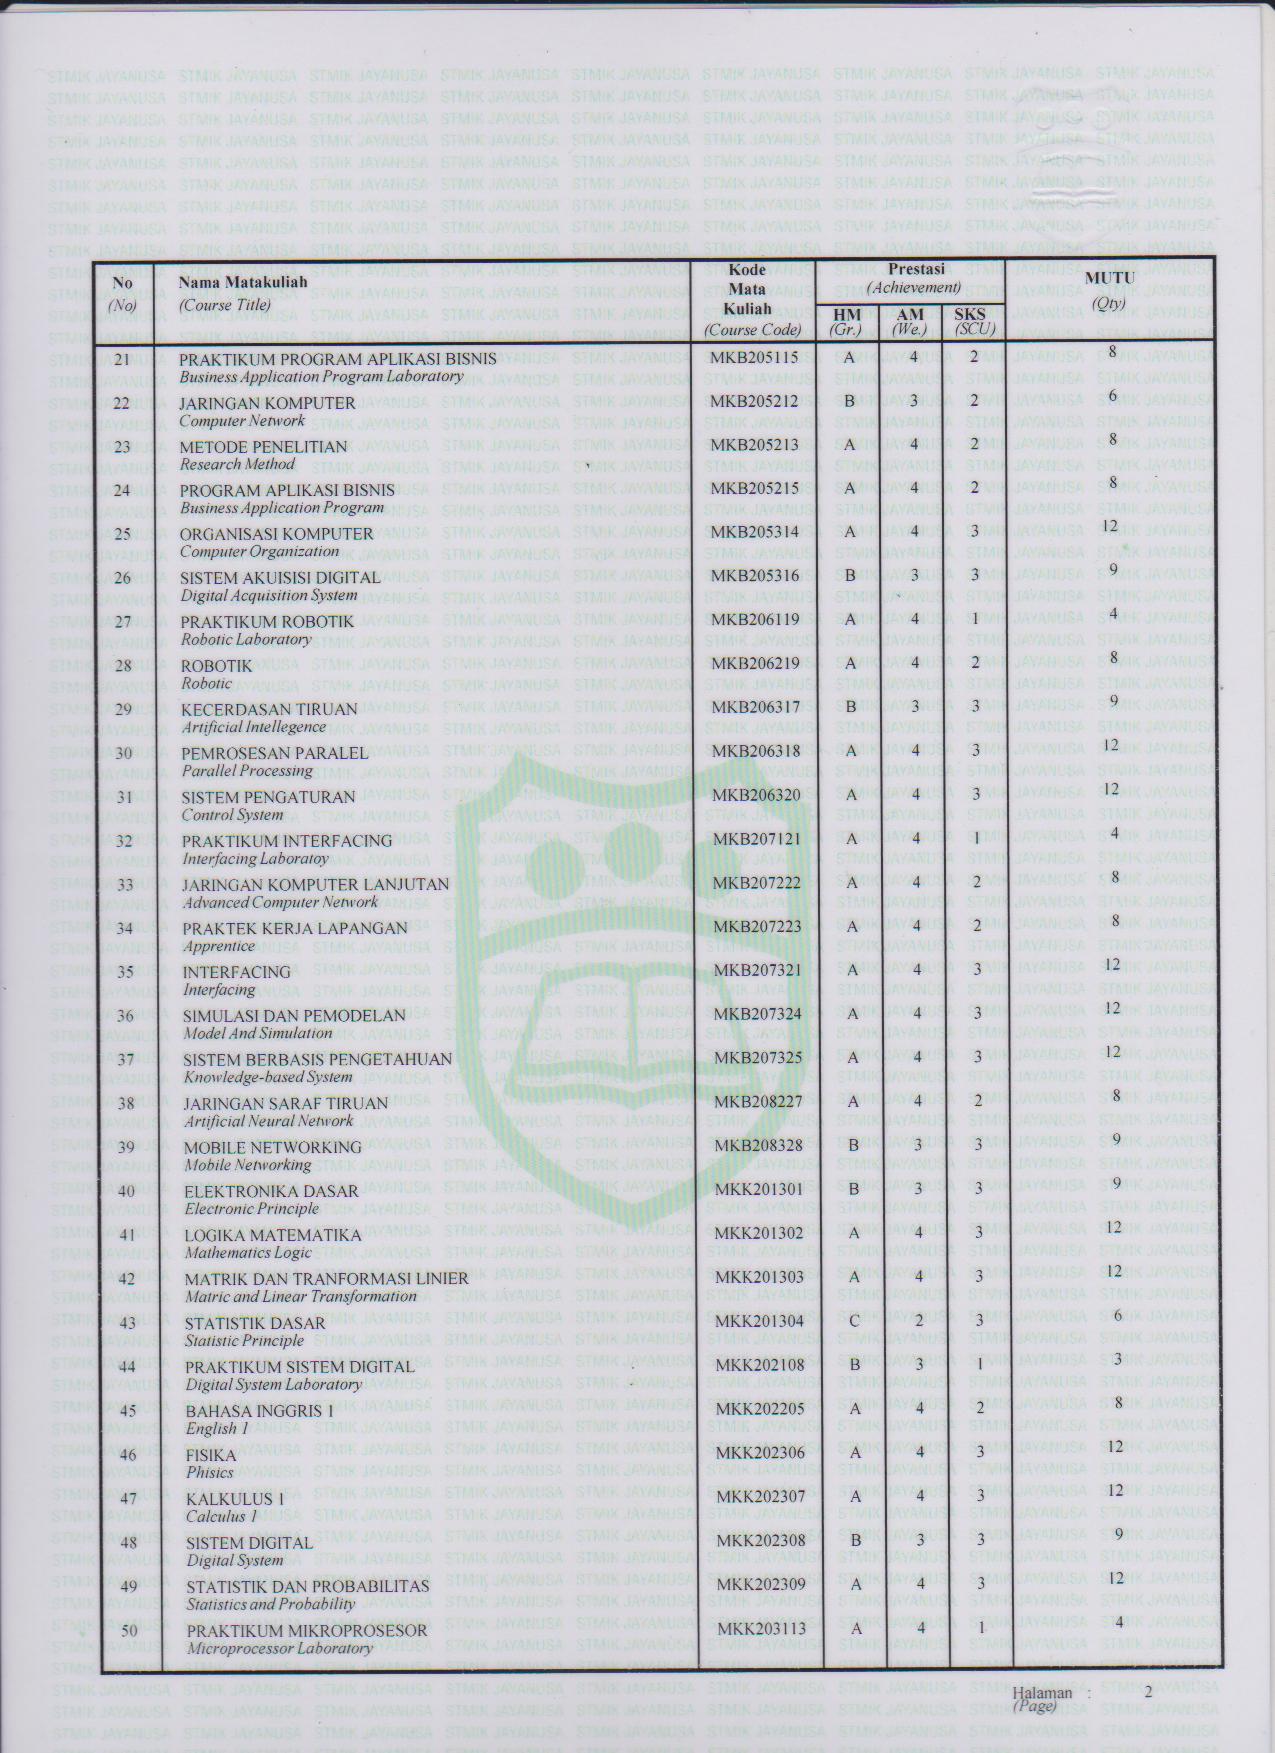 No Nama Matakuliah Kode Mata Kuliah Prestasi MUTU
(No) (Course Title) (Course Code) (Achievement) (Qty)
HM AM SKS
(Gr.) (We.) (SCU)
21 PRAKTIKUM PROGRAM APLIKASI BISNIS MKB205115 A 4 2 8
Business Application Program Laboratory
22 JARINGAN KOMPUTER MKB205212 B 3 2 6
Computer Network
23 METODE PENELITIAN MKB205213 A 4 2 8
Research Method
24 PROGRAM APLIKASI BISNIS MKB205215 A 4 2 8
Business Application Program
25 ORGANISASI KOMPUTER MKB205314 A 4 3 12
Computer Organization
26 SISTEM AKUISISI DIGITAL MKB205316 B 3 3 9
Digital Acquisition System
27 PRAKTIKUM ROBOTIK MKB206119 A 4 1 4
Robotic Laboratory
28 ROBOTIK MKB206219 A 4 2 8
Robotic
29 KECERDASAN TIRUAN MKB206317 B 3 3 9
Artificial Intellegence
30 PEMROSESAN PARALEL MKB206318 A 4 3 12
Parallel Processing
31 SISTEM PENGATURAN MKB206320 A 4 3 12
Control System
32 PRAKTIKUM INTERFACING MKB207121 A 4 1 4
Interfacing Laboratoy
33 JARINGAN KOMPUTER LANJUTAN MKB207222 A 4 2 8
Advanced Computer Network
34 PRAKTEK KERJA LAPANGAN MKB207223 A 4 2 8
Apprentice
35 INTERFACING MKB207321 A 4 3 12
Interfacing
36 SIMULASI DAN PEMODELAN MKB207324 A 4 3 12
Model And Simulation
37 SISTEM BERBASIS PENGETAHUAN MKB207325 A 4 3 12
Knowledge-based System
38 JARINGAN SARAF TIRUAN MKB208227 A 4 2 8
Artificial Neural Network
39 MOBILE NETWORKING MKB208328 B 3 3 9
Mobile Networking
40 ELEKTRONIKA DASAR MKK201301 B 3 3 9
Electronic Principle
41 LOGIKA MATEMATIKA MKK201302 A 4 3 12
Mathematics Logic
42 MATRIK DAN TRANFORMASI LINIER MKK201303 A 4 3 12
Matric and Linear Transformation
43 STATISTIK DASAR MKK201304 C 2 3 6
Statistic Principle
44 PRAKTIKUM SISTEM DIGITAL MKK202108 B 3 1 3
Digital System Laboratory
45 BAHASA INGGRIS 1 MKK202205 A 4 2 8
English 1
46 FISIKA MKK202306 A 4 3 12
Phisics
47 KALKULUS 1 MKK202307 A 4 3 12
Calculus 1
48 SISTEM DIGITAL MKK202308 B 3 3 9
Digital System
49 STATISTIK DAN PROBABILITAS MKK202309 A 4 3 12
Statistics and Probability
50 PRAKTIKUM MIKROPROSESOR MKK203113 A 4 1 4
Microprocessor Laboratory
Halaman : 2
(Page)